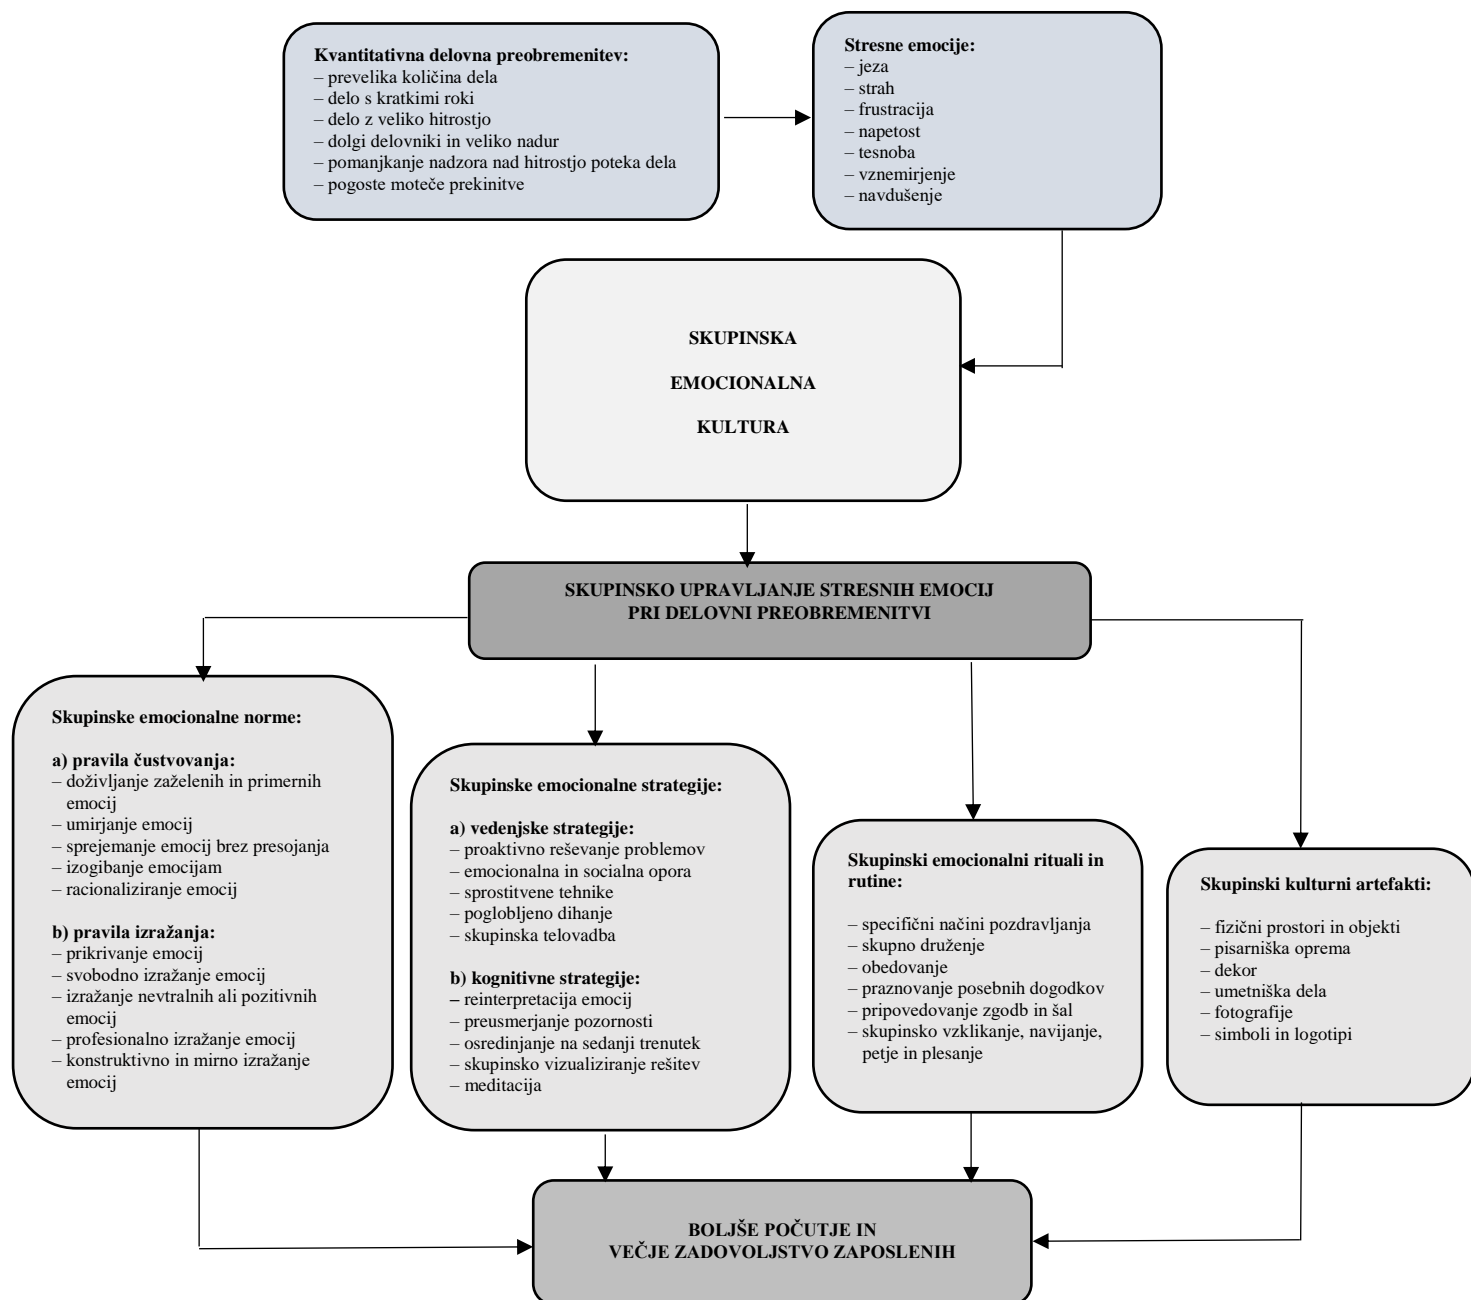 Kvantitativna delovna preobremenitev:
– prevelika količina dela
– delo s kratkimi roki
– delo z veliko hitrostjo
– dolgi delovniki in veliko nadur
– pomanjkanje nadzora nad hitrostjo poteka dela
– pogoste moteče prekinitve
Stresne emocije:
– jeza
– strah
– frustracija
– napetost
– tesnoba
– vznemirjenje
– navdušenje
SKUPINSKA
EMOCIONALNA
KULTURA
SKUPINSKO UPRAVLJANJE STRESNIH EMOCIJ
PRI DELOVNI PREOBREMENITVI
Skupinske emocionalne norme:
a) pravila čustvovanja:
– doživljanje zaželenih in primernih
emocij
– umirjanje emocij
– sprejemanje emocij brez presojanja
– izogibanje emocijam
– racionaliziranje emocij
b) pravila izražanja:
– prikrivanje emocij
– svobodno izražanje emocij
– izražanje nevtralnih ali pozitivnih
emocij
– profesionalno izražanje emocij
– konstruktivno in mirno izražanje
emocij
Skupinske emocionalne strategije:
a) vedenjske strategije:
– proaktivno reševanje problemov
– emocionalna in socialna opora
– sprostitvene tehnike
– poglobljeno dihanje
– skupinska telovadba
b) kognitivne strategije:
– reinterpretacija emocij
– preusmerjanje pozornosti
– osredinjanje na sedanji trenutek
– skupinsko vizualiziranje rešitev
– meditacija
Skupinski emocionalni rituali in
rutine:
– specifični načini pozdravljanja
– skupno druženje
– obedovanje
– praznovanje posebnih dogodkov
– pripovedovanje zgodb in šal
– skupinsko vzklikanje, navijanje,
petje in plesanje
Skupinski kulturni artefakti:
– fizični prostori in objekti
– pisarniška oprema
– dekor
– umetniška dela
– fotografije
– simboli in logotipi
BOLJŠE POČUTJE IN
VEČJE ZADOVOLJSTVO ZAPOSLENIH